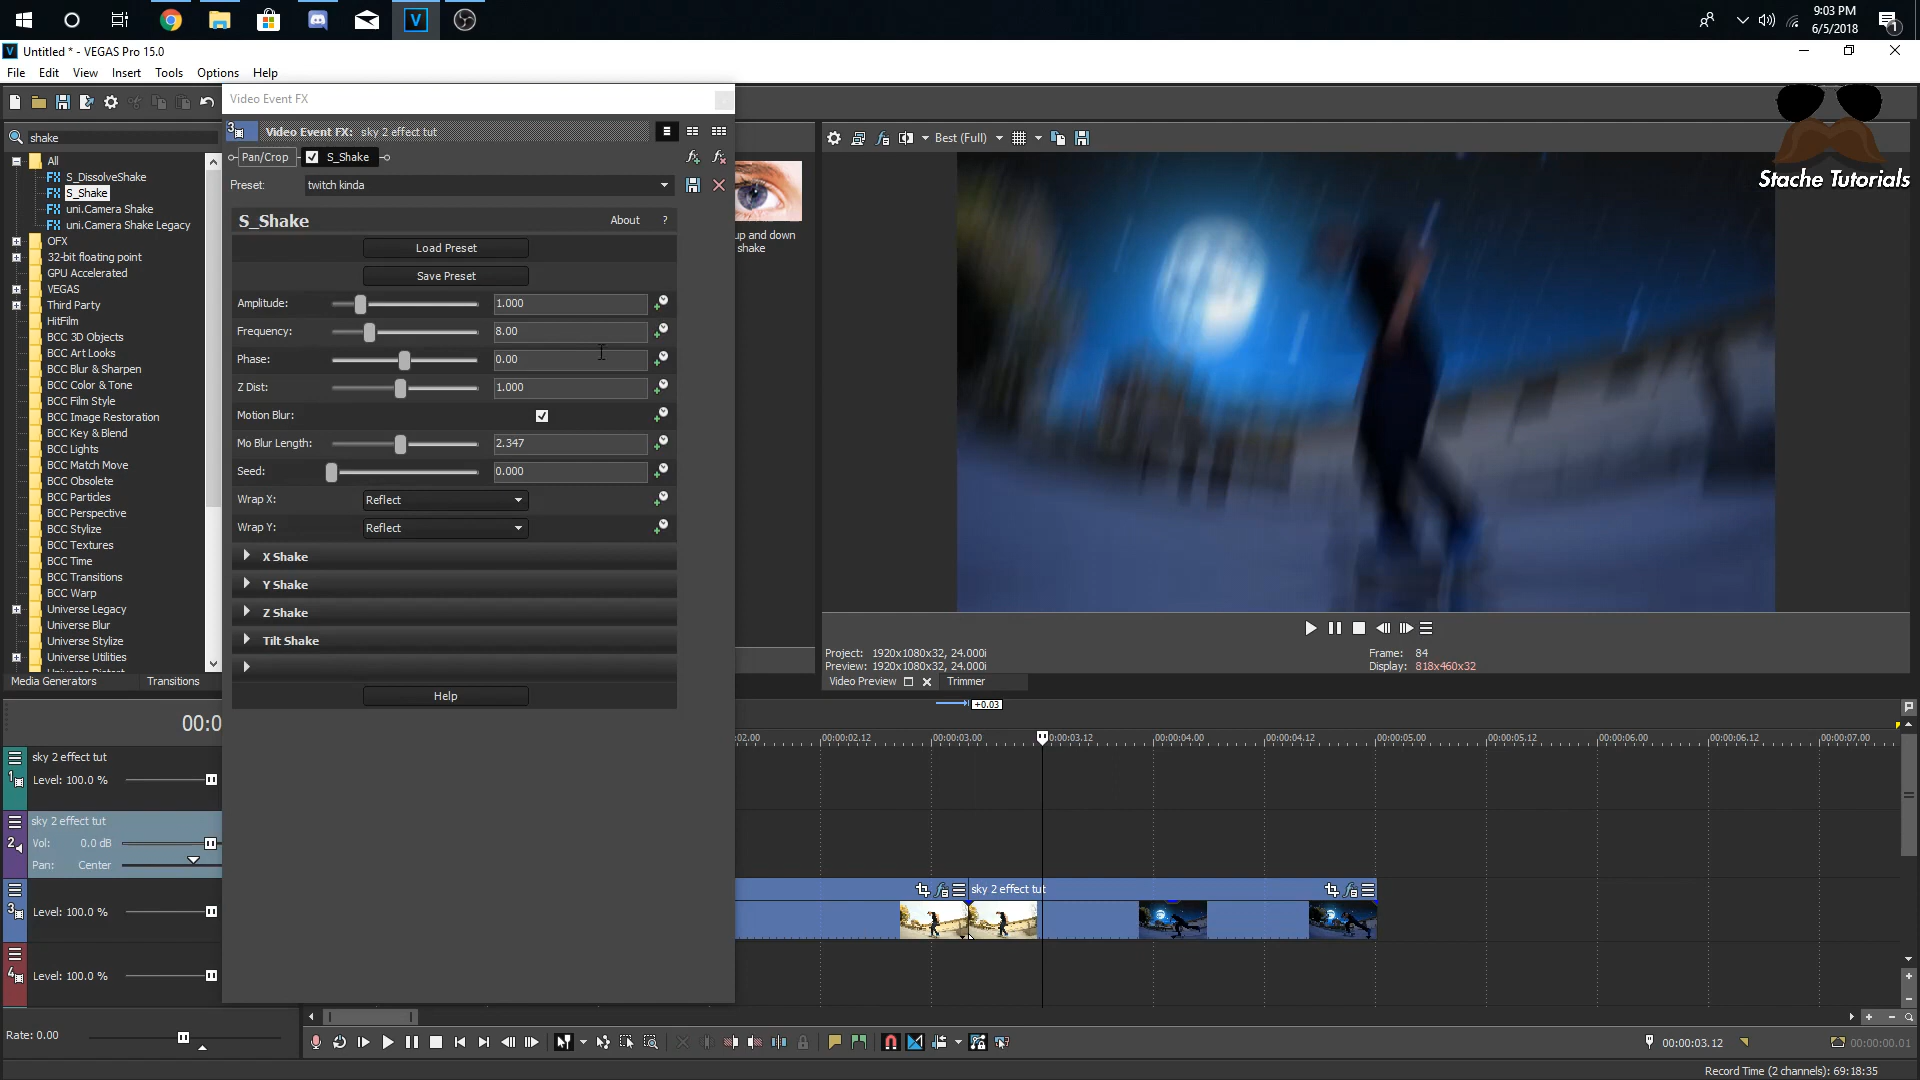 9:03 PM
6/5/2018
1
Untitled * - VEGAS Pro 15.0
File Edit View Insert Tools Options Help
Stache Tutorials
shake
All
S_DissolveShake
S_Shake
uni.Camera Shake
uni.Camera Shake Legacy
OFX
32-bit floating point
GPU Accelerated
VEGAS
Third Party
HitFilm
BCC 3D Objects
BCC Art Looks
BCC Blur & Sharpen
BCC Color & Tone
BCC Film Style
BCC Image Restoration
BCC Key & Blend
BCC Lights
BCC Match Move
BCC Obsolete
BCC Particles
BCC Perspective
BCC Stylize
BCC Textures
BCC Time
BCC Transitions
BCC Warp
Universe Legacy
Universe Blur
Universe Stylize
Universe Utilities
Media Generators Transitions
Video Event FX
3 Video Event FX: sky 2 effect tut
Pan/Crop S_Shake
Preset: twitch kinda
S_Shake About ?
Load Preset
Save Preset
Amplitude: 1.000
Frequency: 8.00
Phase: 0.00
Z Dist: 1.000
Motion Blur:
Mo Blur Length: 2.347
Seed: 0.000
Wrap X: Reflect
Wrap Y: Reflect
X Shake
Y Shake
Z Shake
Tilt Shake
Help
up and down
shake
Best (Full)
Project: 1920x1080x32, 24.000i
Preview: 1920x1080x32, 24.000i
Frame: 84
Display: 818x460x32
Video Preview Trimmer
+0.03
00:0
02.00 00:00:02.12 00:00:03.00 00:00:03.12 00:00:04.00 00:00:04.12 00:00:05.00 00:00:05.12 00:00:06.00 00:00:06.12 00:00:07.00
sky 2 effect tut
1 Level: 100.0 %
sky 2 effect tut
2 Vol: 0.0 dB
Pan: Center
3 Level: 100.0 %
sky 2 effect tut
4 Level: 100.0 %
Rate: 0.00
00:00:03.12
00:00:00.01
Record Time (2 channels): 69:18:35